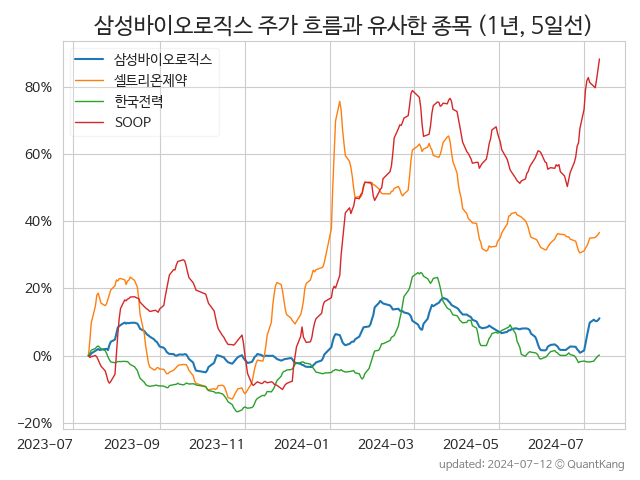 삼성바이오로직스 주가 흐름과 유사한 종목 (1년, 5일선)
삼성바이오로직스
셀트리온제약
한국전력
SOOP
80%
60%
40%
20%
0%
−20%
2023-07 2023-09 2023-11 2024-01 2024-03 2024-05 2024-07
updated: 2024-07-12 © QuantKang